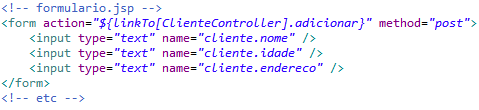 <!-- formulario.jsp -->
<form action="${linkTo[ClienteController].adicionar}" method="post">
<input type="text" name="cliente.nome" />
<input type="text" name="cliente.idade" />
<input type="text" name="cliente.endereco" />
</form>
<!-- etc -->